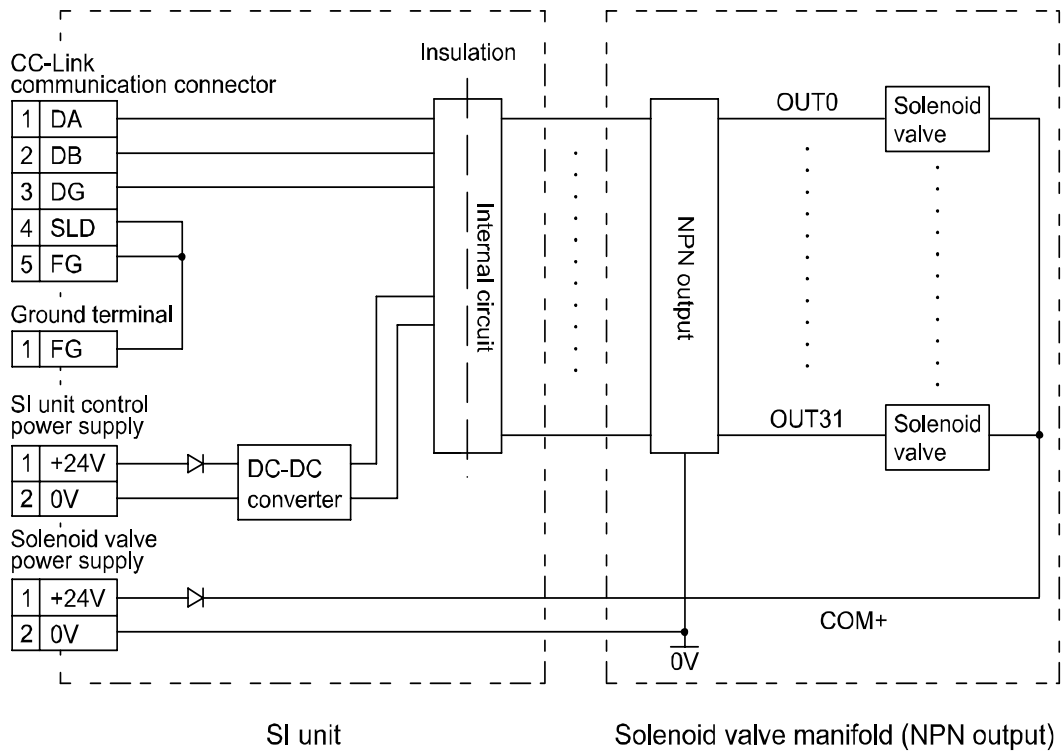 CC-Link
communication connector
1 DA
2 DB
3 DG
4 SLD
5 FG
Ground terminal
1 FG
SI unit control
power supply
1 +24V
2 0V
Solenoid valve
power supply
1 +24V
2 0V
DC-DC
converter
Insulation
Internal circuit
NPN output
OUT0
Solenoid
valve
OUT31
Solenoid
valve
COM+
0V
SI unit
Solenoid valve manifold (NPN output)